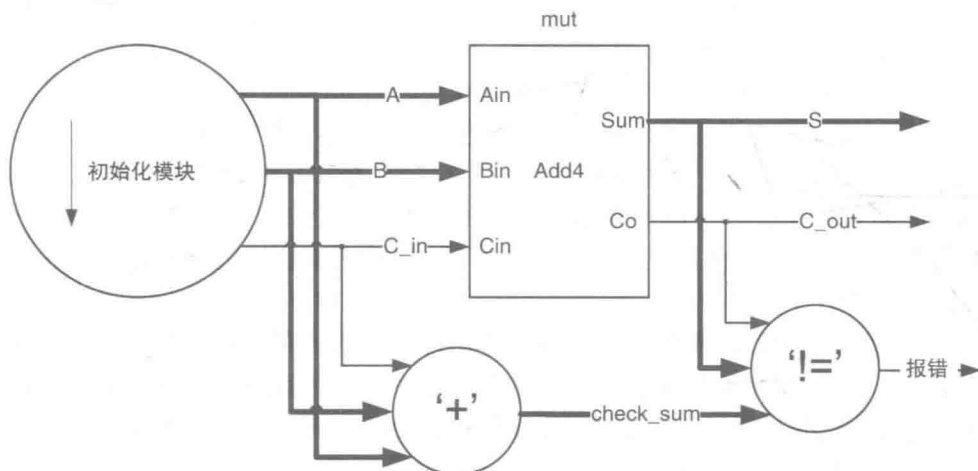 mut
初始化模块
A
Ain
Sum
S
B
Bin
Add4
Co
C_out
C_in
Cin
'+'
check_sum
'!='
报错